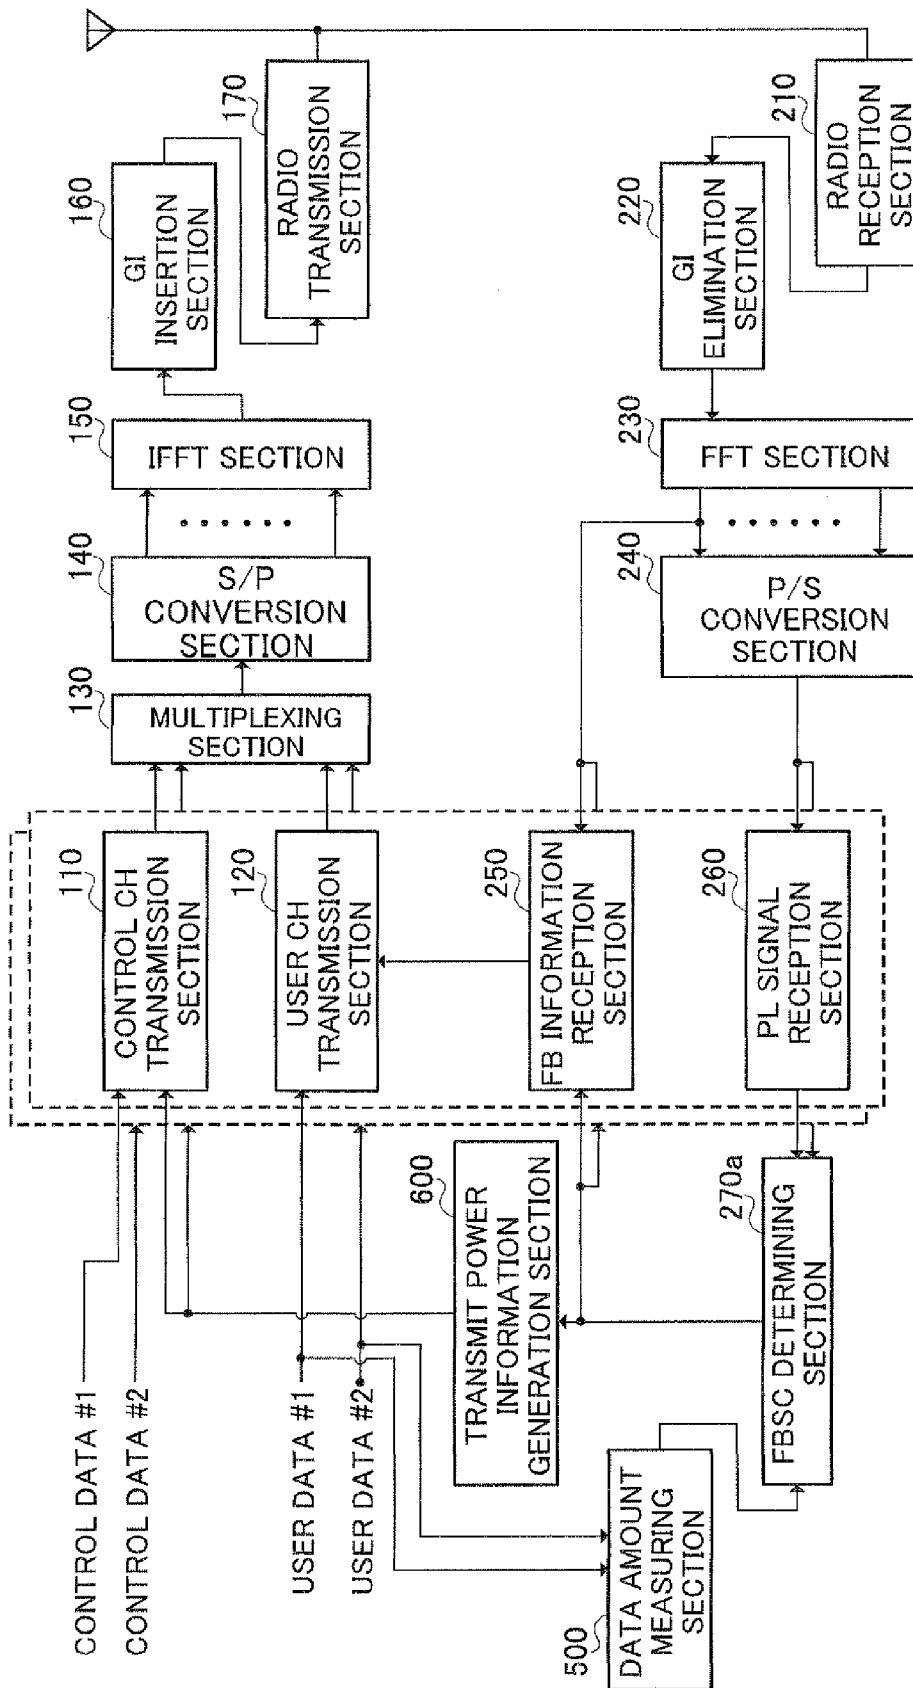 CONTROL DATA #1
CONTROL DATA #2
USER DATA #1
USER DATA #2
110
CONTROL CH
TRANSMISSION
SECTION
120
USER CH
TRANSMISSION
SECTION
130
MULTIPLEXING
SECTION
140
S/P
CONVERSION
SECTION
150
IFFT SECTION
160
GI
INSERTION
SECTION
170
RADIO
TRANSMISSION
SECTION
210
RADIO
RECEPTION
SECTION
220
GI
ELIMINATION
SECTION
230
FFT SECTION
240
P/S
CONVERSION
SECTION
250
FB INFORMATION
RECEPTION
SECTION
260
PL SIGNAL
RECEPTION
SECTION
270a
FBSC DETERMINING
SECTION
500
DATA AMOUNT
MEASURING
SECTION
600
TRANSMIT POWER
INFORMATION
GENERATION SECTION